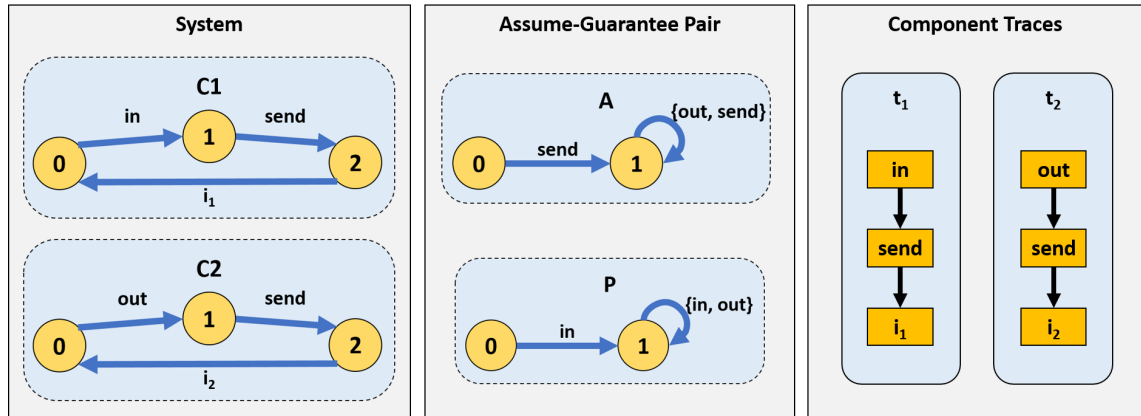 System
C1
in
send
0
1
2
i₁
C2
out
send
0
1
2
i₂
Assume-Guarantee Pair
A
{out, send}
send
0
1
P
{in, out}
in
0
1
Component Traces
t₁
in
send
i₁
t₂
out
send
i₂